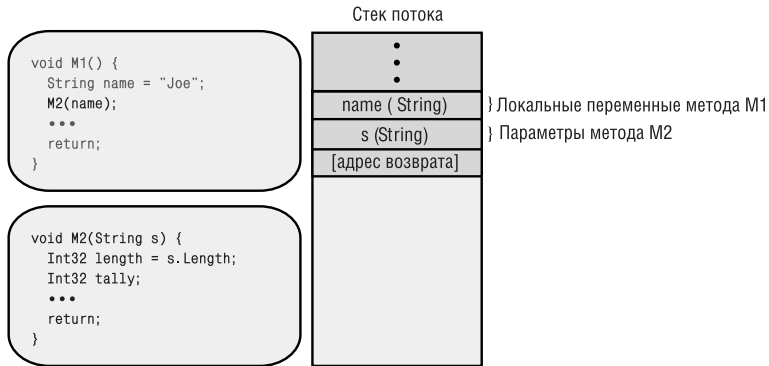 Стек потока
void M1() {
String name = "Joe";
M2(name);
•••
return;
}
name ( String)
} Локальные переменные метода M1
s (String)
} Параметры метода M2
[адрес возврата]
void M2(String s) {
Int32 length = s.Length;
Int32 tally;
•••
return;
}